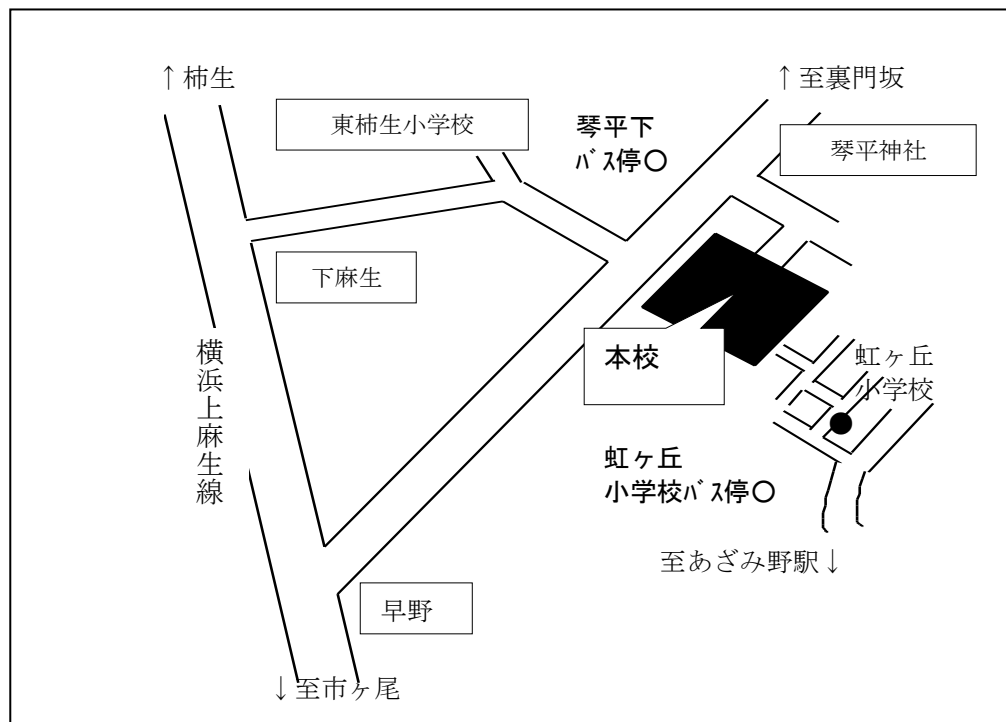 ↑柿生
↑至裏門坂
東柿生小学校
琴平下
バス停○
琴平神社
下麻生
横浜上麻生線
本校
虹ヶ丘
小学校
虹ヶ丘
小学校バス停○
至あざみ野駅↓
早野
↓至市ヶ尾